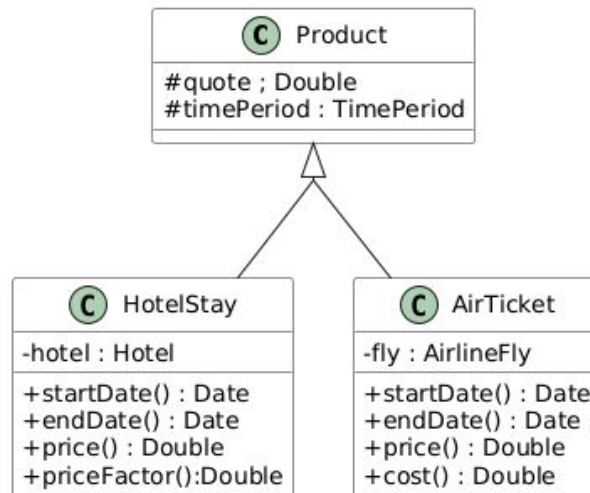 C Product
#quote ; Double
#timePeriod : TimePeriod
C HotelStay
-hotel : Hotel
+startDate() : Date
+endDate() : Date
+price() : Double
+priceFactor():Double
C AirTicket
-fly : AirlineFly
+startDate() : Date
+endDate() : Date
+price() : Double
+cost() : Double